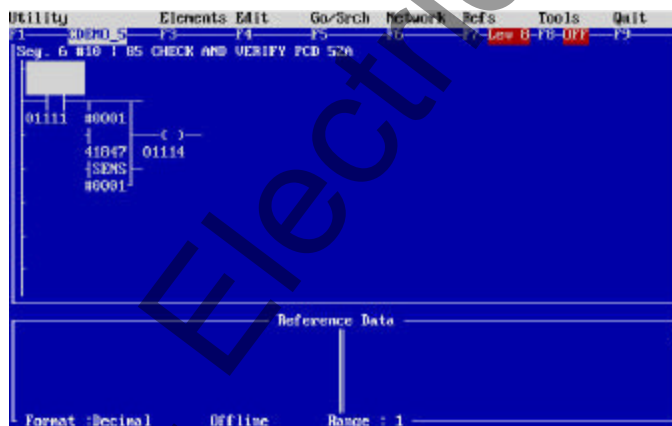 Utility Elements Edit Go/Srch Network Refs Tools Quit
F1 DEMO_5 F3 F4 F5 F6 F7-Lev 8-F8-OFF-F9
Seg. 6 #10 | 85 CHECK AND VERIFY PCD 52A
01111 #0001
( )
41847 01114
SENS
#0001
Reference Data
Format :Decimal Offline Range : 1
Electric